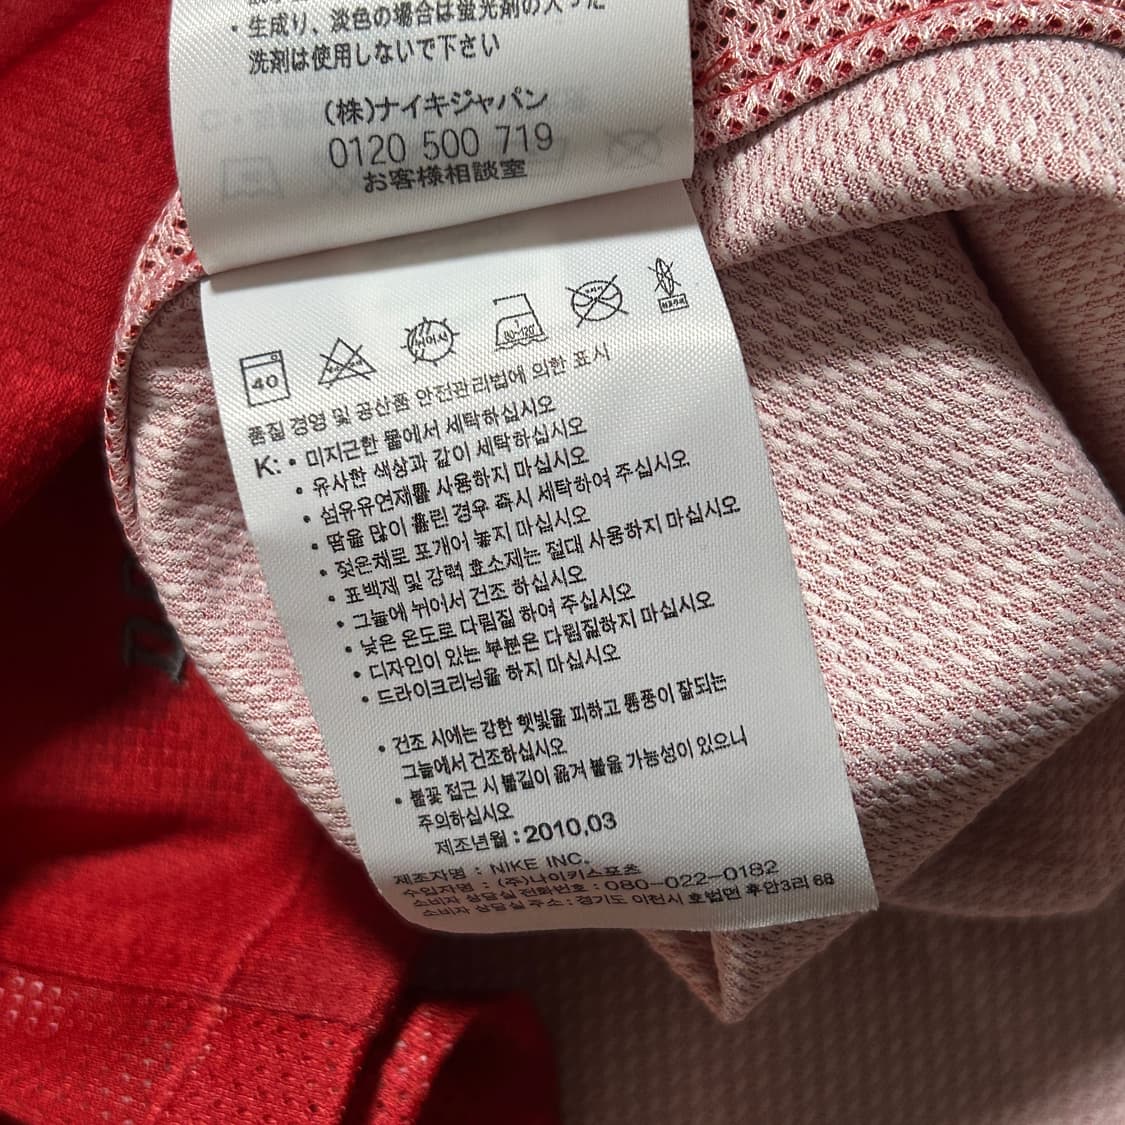 ・生成り、淡色の場合は蛍光剤の入った
洗剤は使用しないで下さい
(株)ナイキジャパン
0120 500 719
お客様相談室
40
80~120℃
품질 경영 및 공산품 안전관리법에 의한 표시
K: • 미지근한 물에서 세탁하십시오
• 유사한 색상과 같이 세탁하십시오
• 섬유유연재를 사용하지 마십시오
• 땀을 많이 흘린 경우 즉시 세탁하여 주십시오
• 젖은채로 포개어 놓지 마십시오
• 표백제 및 강력 효소제는 절대 사용하지 마십시오
• 그늘에 뉘어서 건조 하십시오
• 낮은 온도로 다림질 하여 주십시오
• 디자인이 있는 부분은 다림질하지 마십시오
• 드라이크리닝을 하지 마십시오
• 건조 시에는 강한 햇빛을 피하고 통풍이 잘되는
그늘에서 건조하십시오
• 불꽃 접근 시 불길이 옮겨 붙을 가능성이 있으니
주의하십시오
제조년월 : 2010.03
제조자명 : NIKE INC.
수입자명 : (주)나이키스포츠
소비자 상담실 전화번호 : 080-022-0182
소비자 상담실 주소 : 경기도 이천시 호법면 후안3리 68